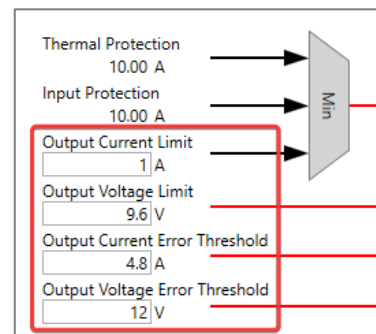 Thermal Protection
10.00 A
Input Protection
10.00 A
Min
Output Current Limit
1 A
Output Voltage Limit
9.6 V
Output Current Error Threshold
4.8 A
Output Voltage Error Threshold
12 V